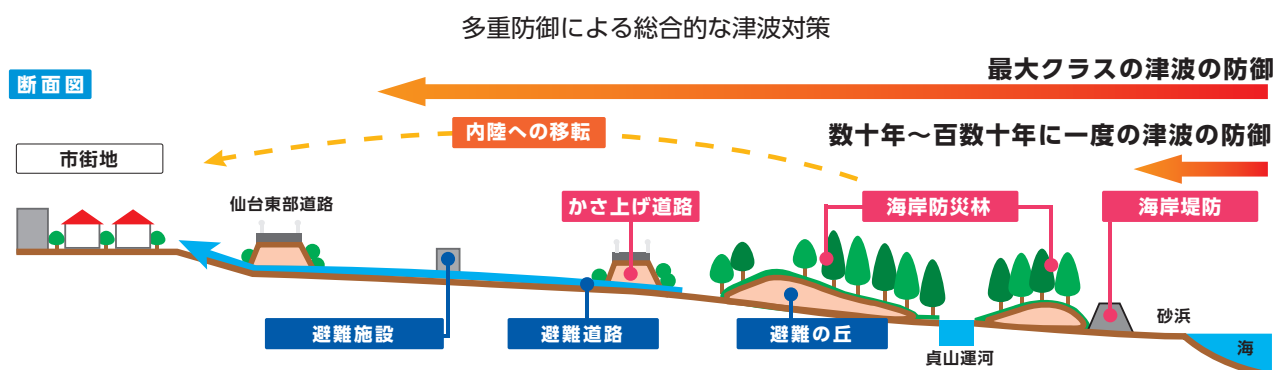 多重防御による総合的な津波対策
断面図
最大クラスの津波の防御
内陸への移転
数十年～百数十年に一度の津波の防御
市街地
仙台東部道路
かさ上げ道路
海岸防災林
海岸堤防
避難施設
避難道路
避難の丘
貞山運河
砂浜
海